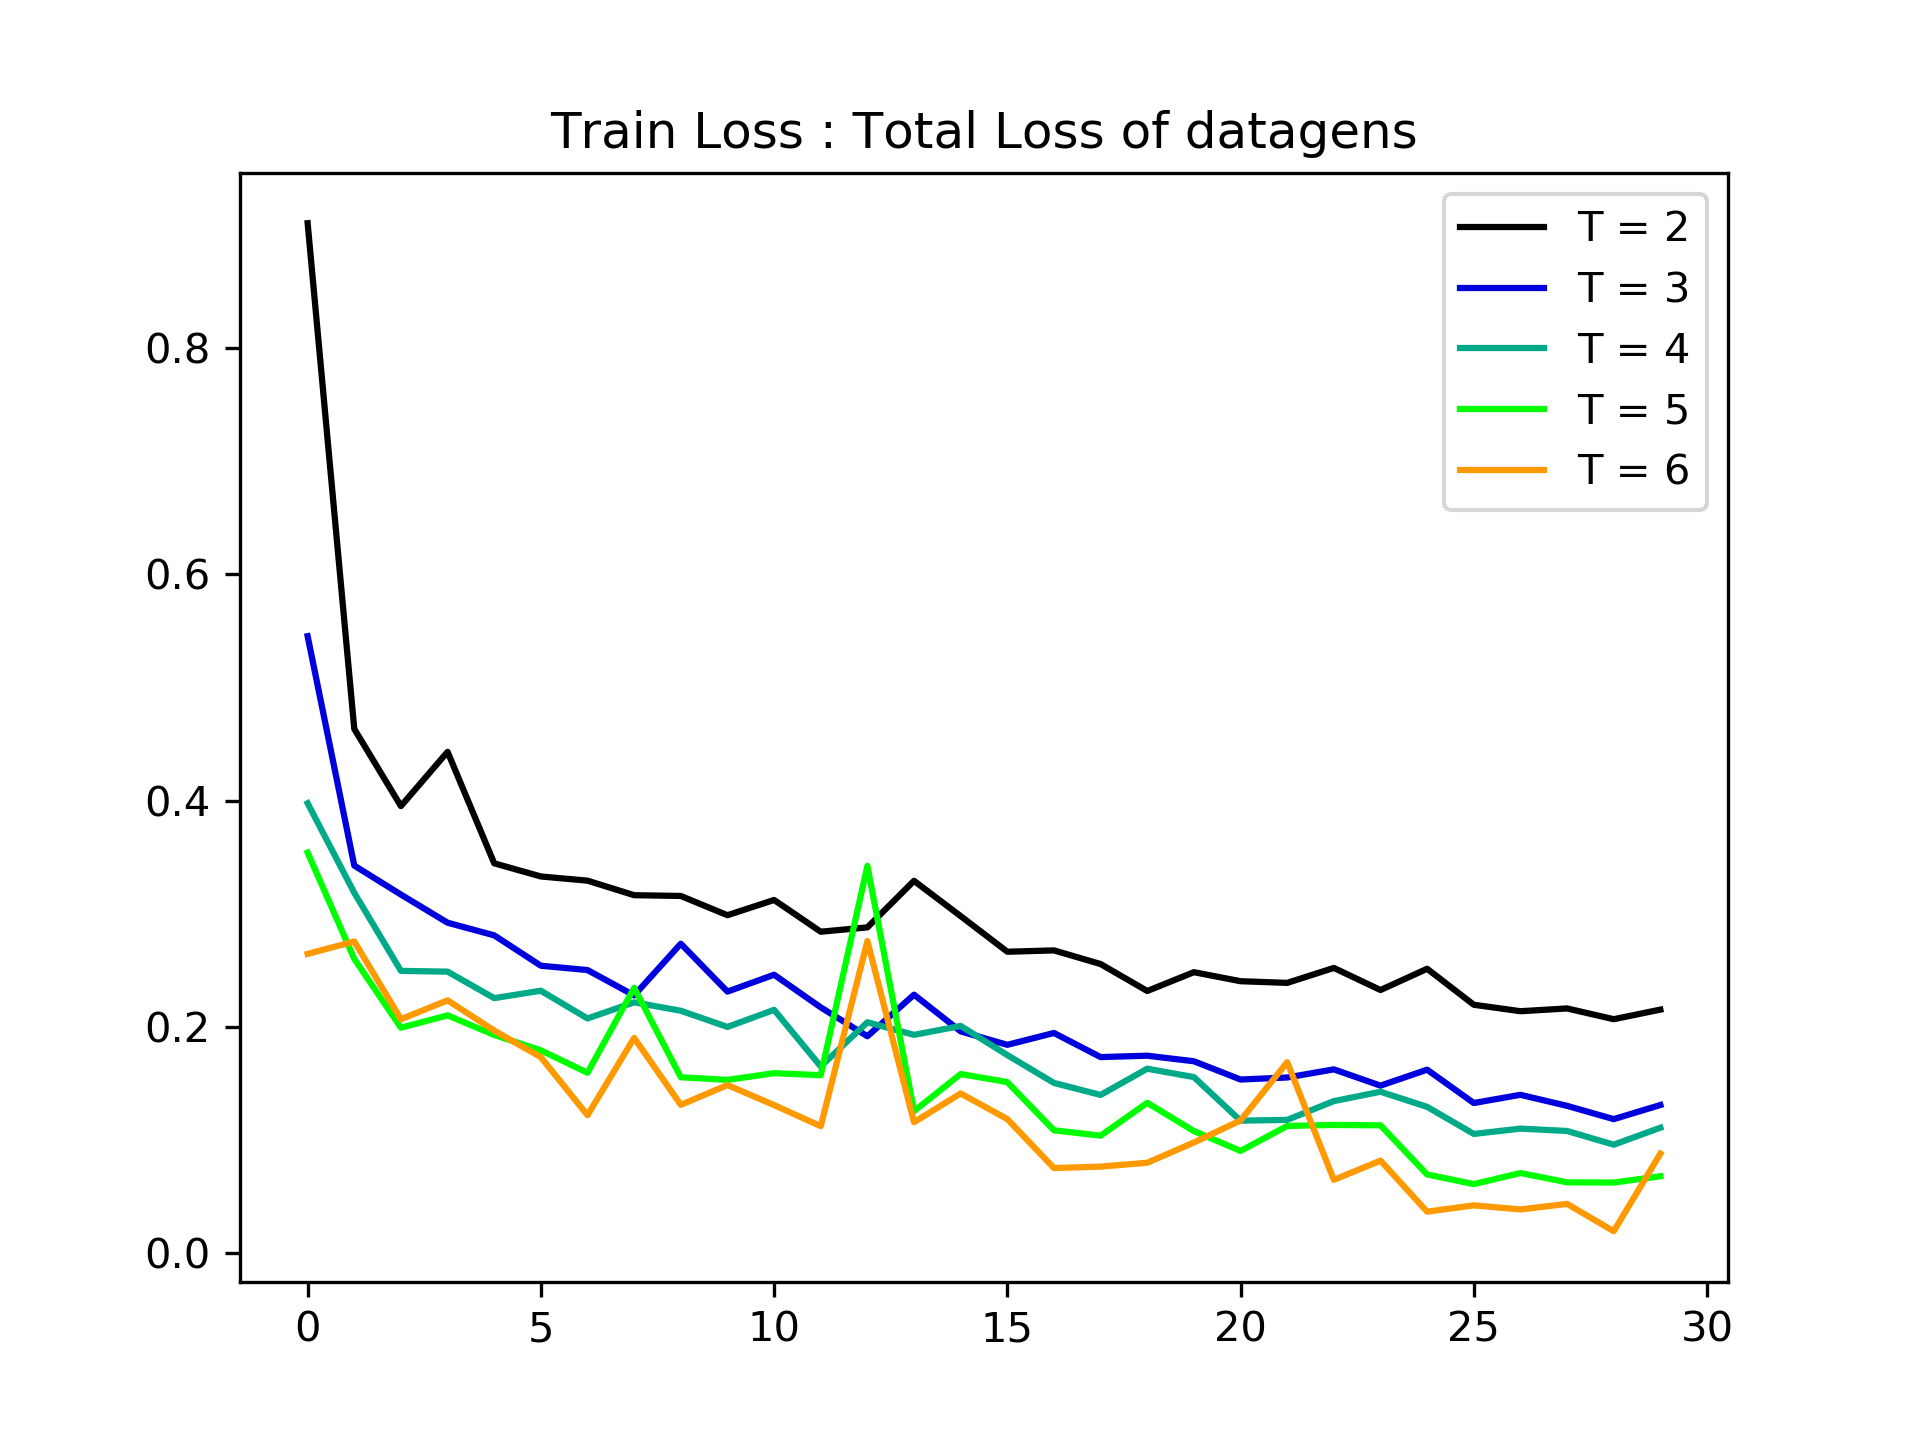 Train Loss : Total Loss of datagens
T = 2
T = 3
T = 4
T = 5
T = 6
0.8
0.6
0.4
0.2
0.0
0 5 10 15 20 25 30